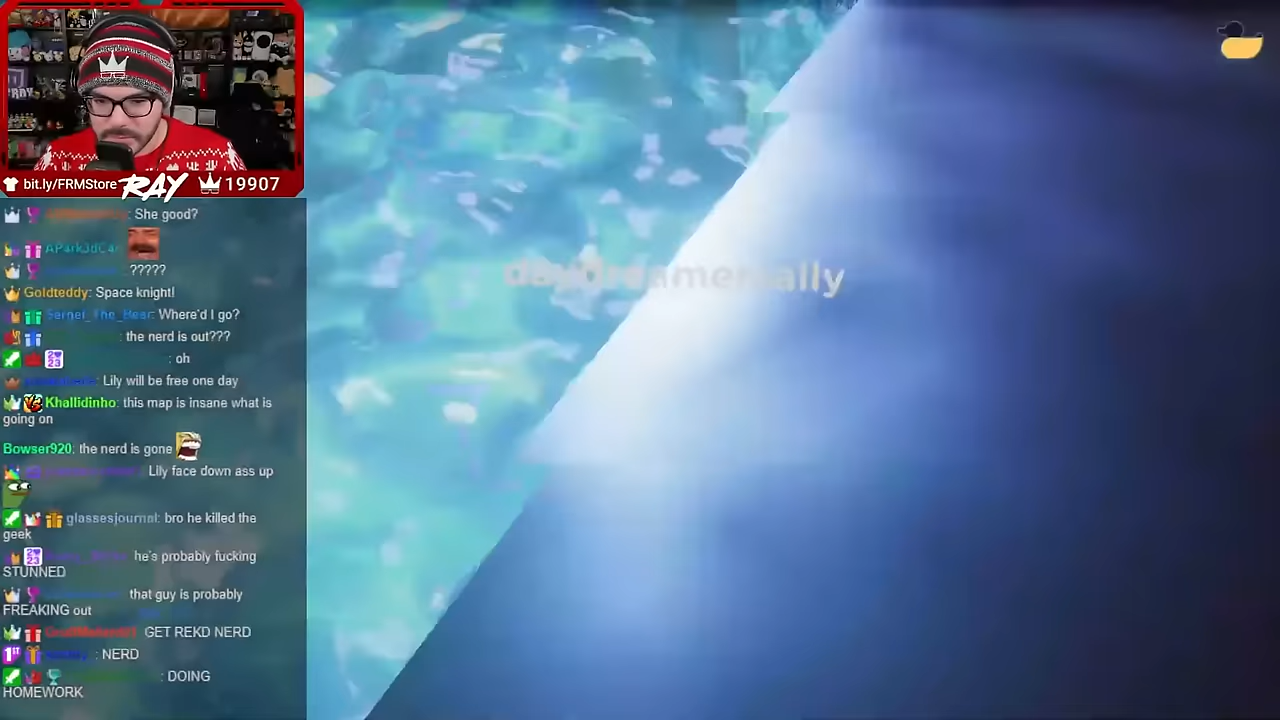 bit.ly/FRMStore RAY 19907
: She good?
APark3dCar
: ?????
Goldteddy: Space knight!
Sergei_The_Bear: Where'd I go?
: the nerd is out???
: oh
: Lily will be free one day
Khallidinho: this map is insane what is
going on
Bowser920: the nerd is gone
Lily face down ass up
glassesjournal: bro he killed the
geek
he's probably fucking
STUNNED
that guy is probably
FREAKING out
GET REKD NERD
: NERD
: DOING
HOMEWORK